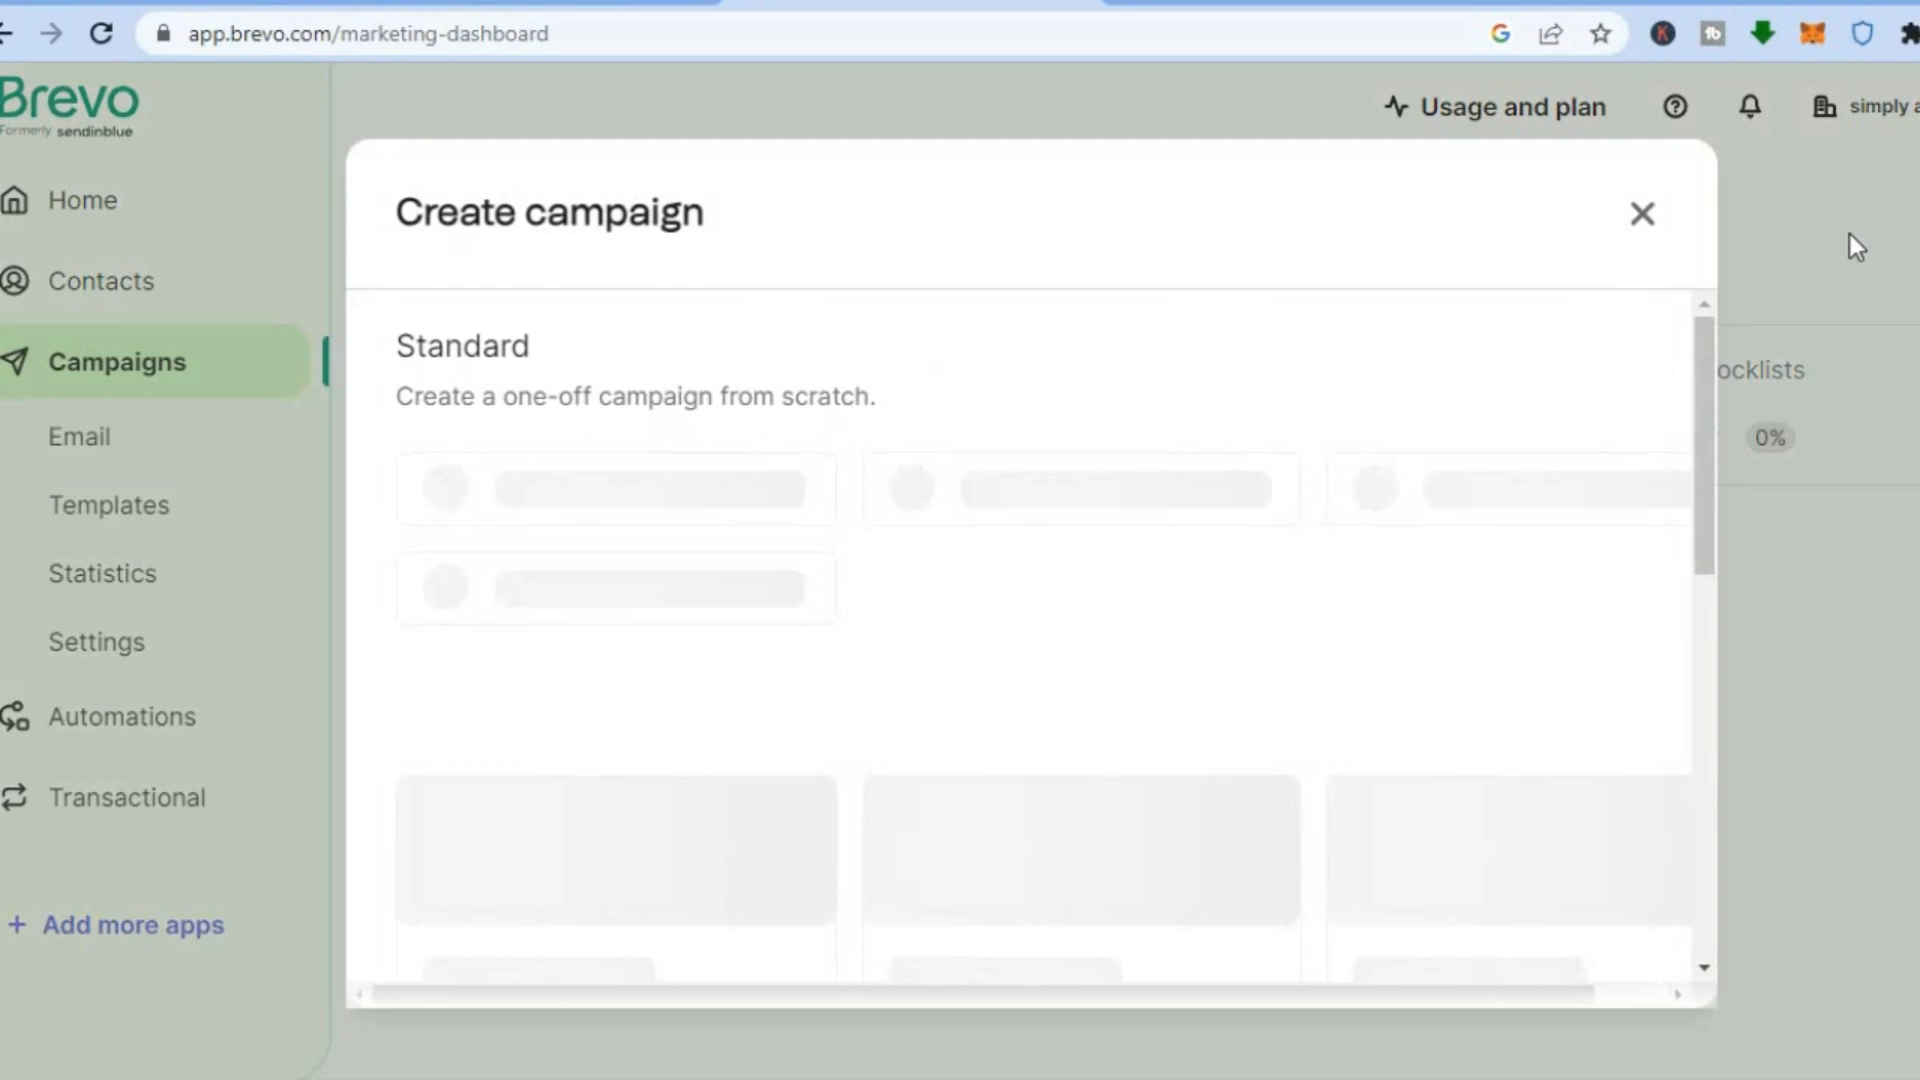 app.brevo.com/marketing-dashboard
Brevo
Formerly sendinblue
Usage and plan
simply a
Home
Contacts
Campaigns
Email
Templates
Statistics
Settings
Automations
Transactional
+ Add more apps
Create campaign
Standard
Create a one-off campaign from scratch.
ocklists
0%